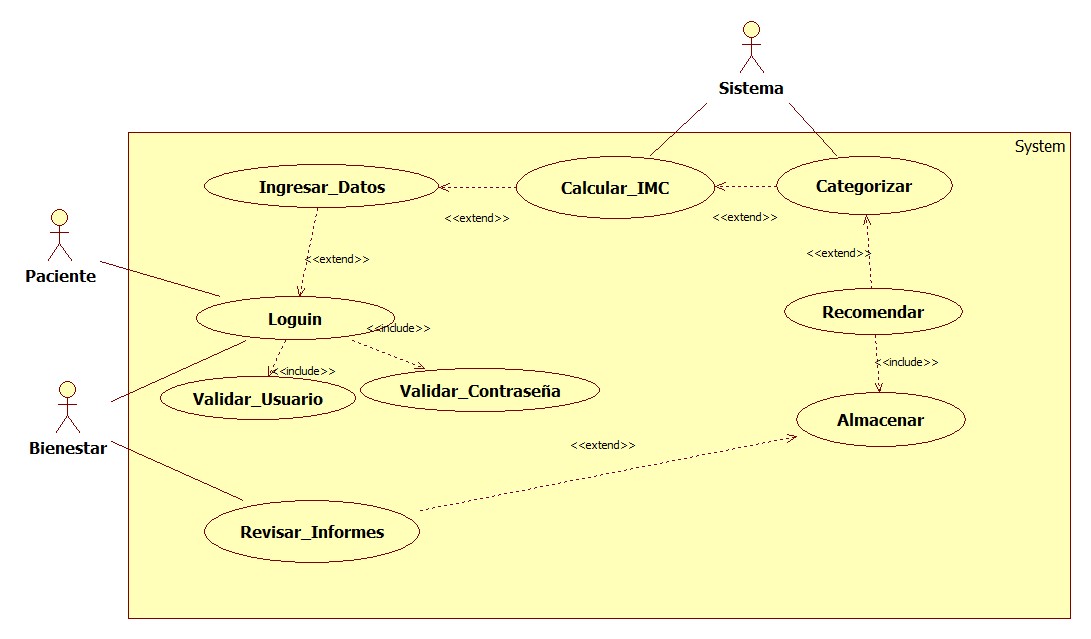 Sistema
System
Ingresar_Datos
Calcular_IMC
Categorizar
<<extend>>
<<extend>>
<<extend>>
<<extend>>
Paciente
Loguin
<<include>>
Recomendar
<<include>>
<<include>>
Validar_Usuario
Validar_Contraseña
Almacenar
Bienestar
<<extend>>
Revisar_Informes